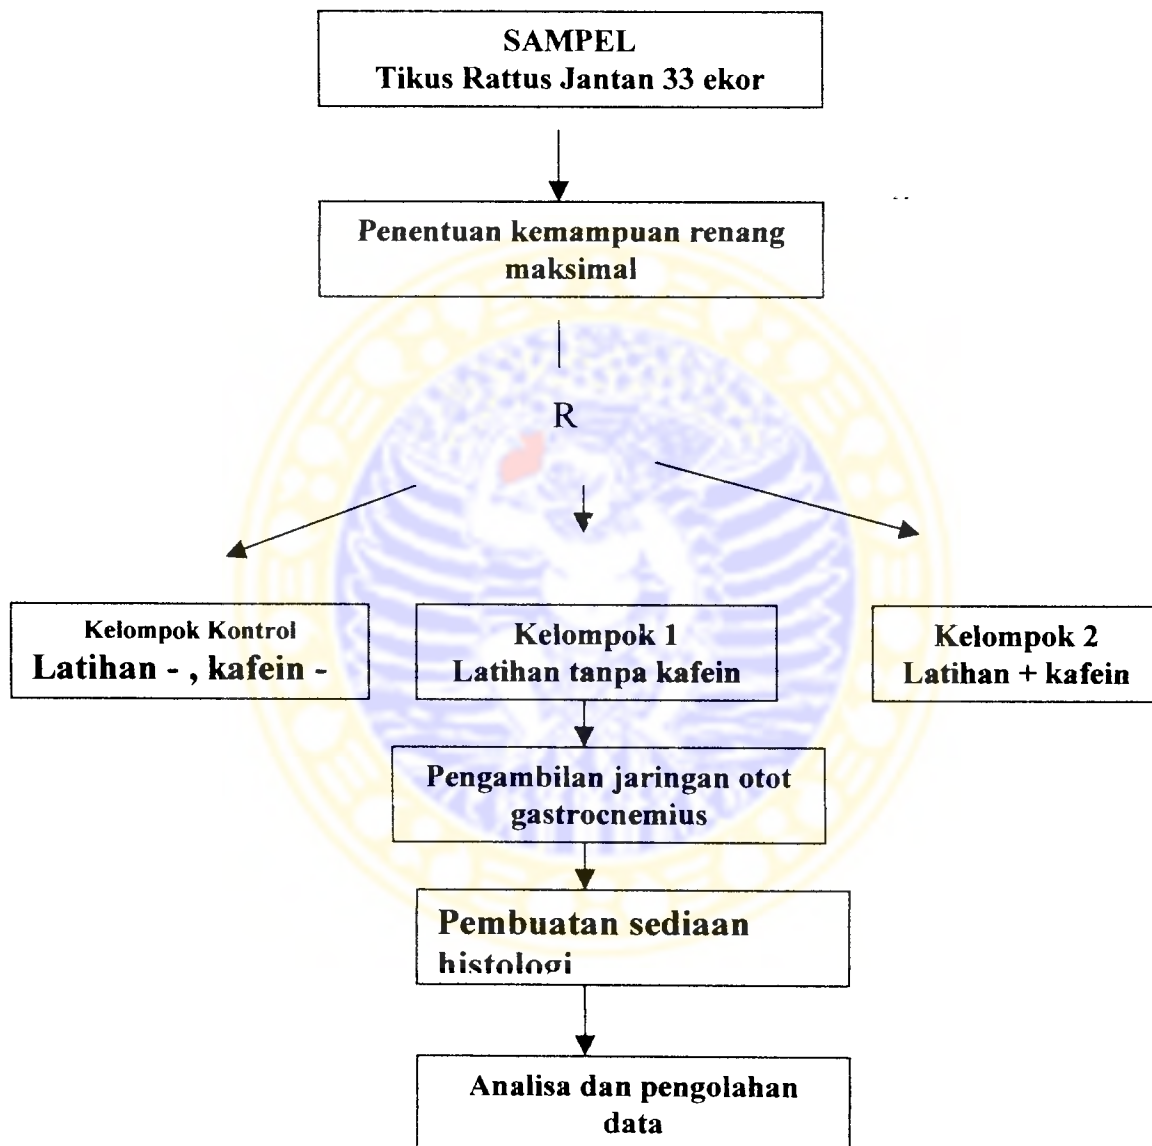 SAMPEL
Tikus Rattus Jantan 33 ekor
Penentuan kemampuan renang
maksimal
R
Kelompok Kontrol
Latihan - , kafein -
Kelompok 1
Latihan tanpa kafein
Kelompok 2
Latihan + kafein
Pengambilan jaringan otot
gastrocnemius
Pembuatan sediaan
histologi
Analisa dan pengolahan
data